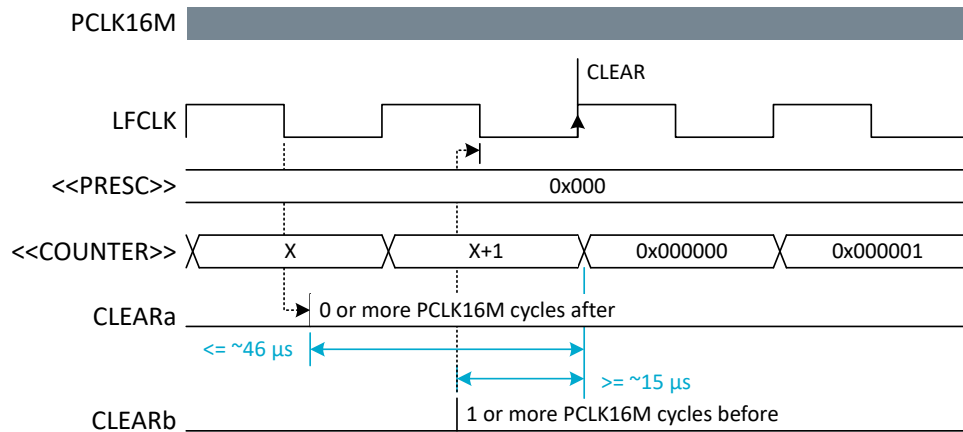 PCLK16M
CLEAR
LFCLK
<<PRESC>>
0x000
<<COUNTER>>
X
X+1
0x000000
0x000001
0 or more PCLK16M cycles after
CLEARa
<= ~46 µs
>= ~15 µs
1 or more PCLK16M cycles before
CLEARb